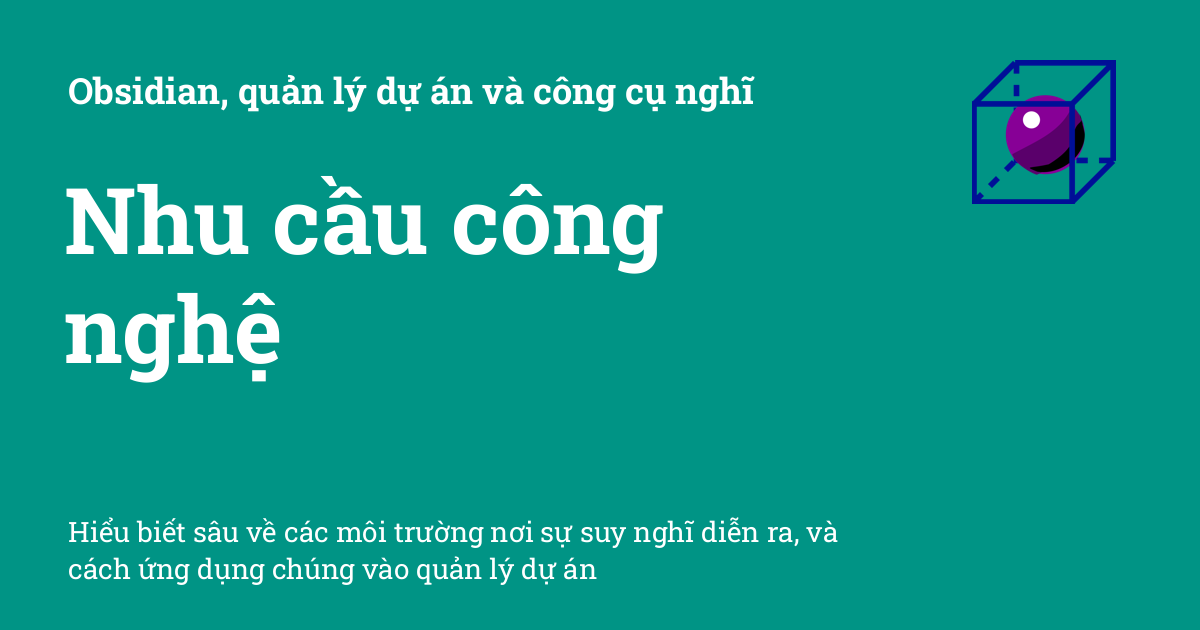 Obsidian, quản lý dự án và công cụ nghĩ
Nhu cầu công
nghệ
Hiểu biết sâu về các môi trường nơi sự suy nghĩ diễn ra, và
cách ứng dụng chúng vào quản lý dự án